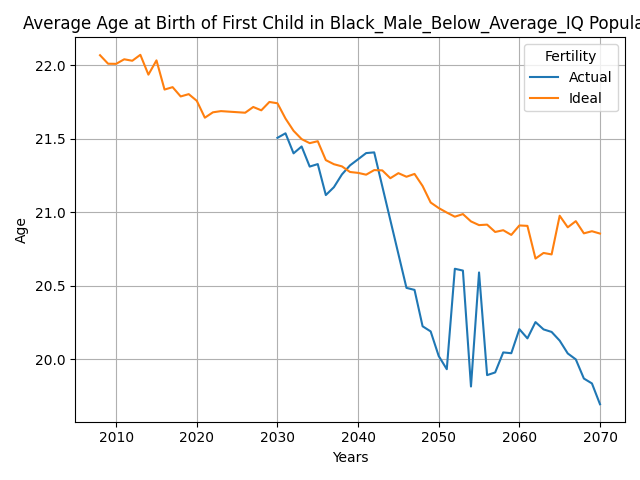 Average Age at Birth of First Child in Black_Male_Below_Average_IQ Popula
Fertility
Actual
Ideal
22.0
21.5
21.0
20.5
20.0
Age
2010 2020 2030 2040 2050 2060 2070
Years